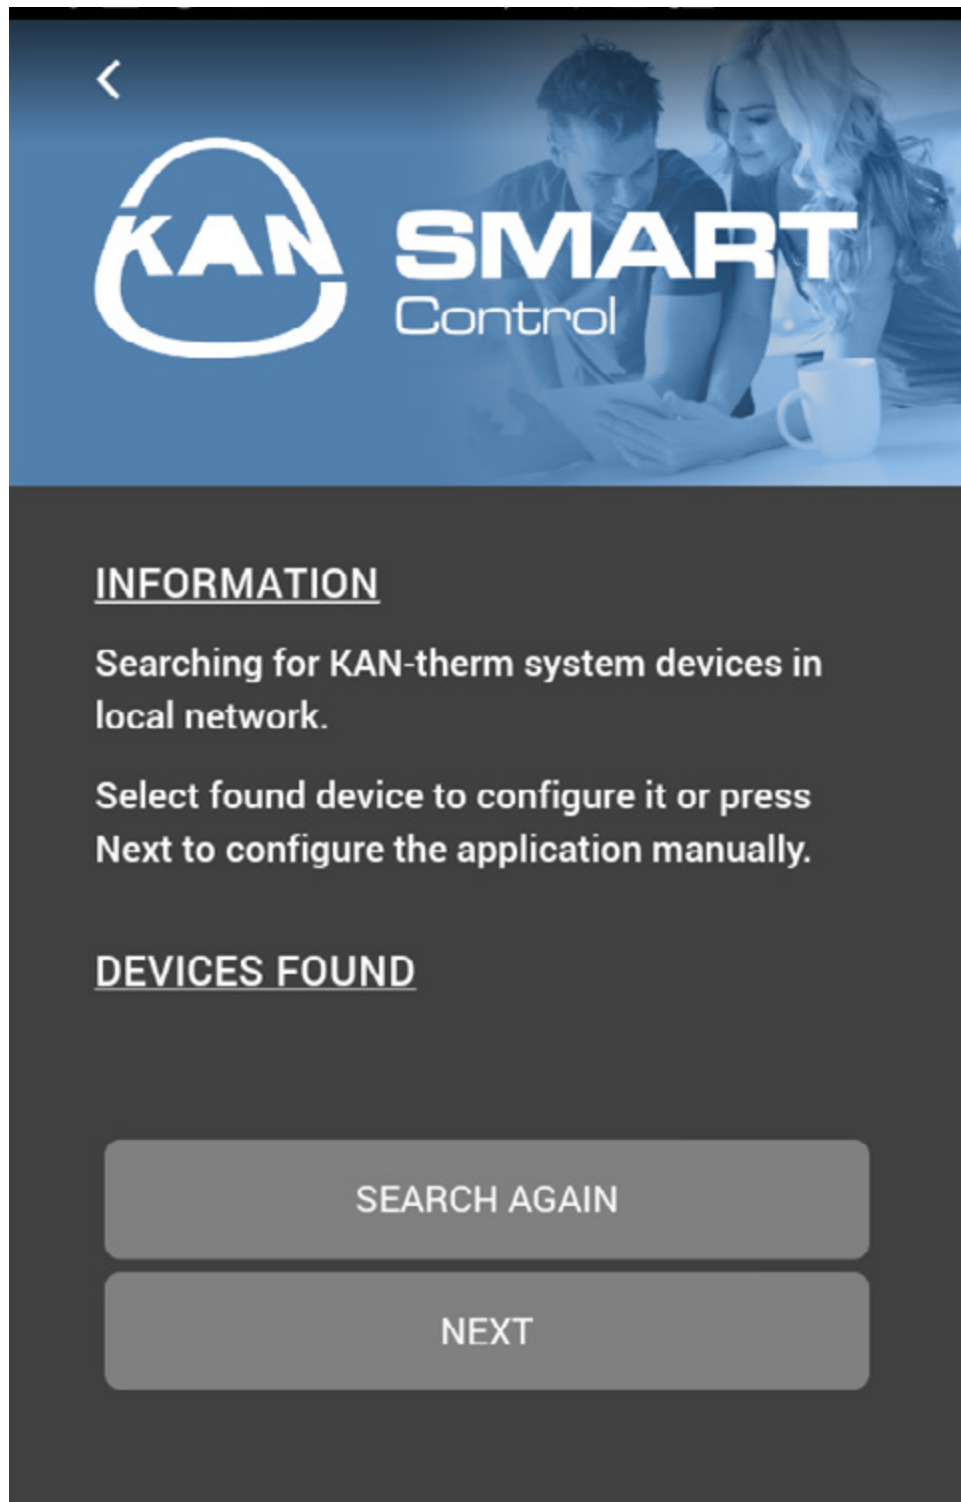 KAN
SMART
Control
INFORMATION
Searching for KAN-therm system devices in
local network.
Select found device to configure it or press
Next to configure the application manually.
DEVICES FOUND
SEARCH AGAIN
NEXT